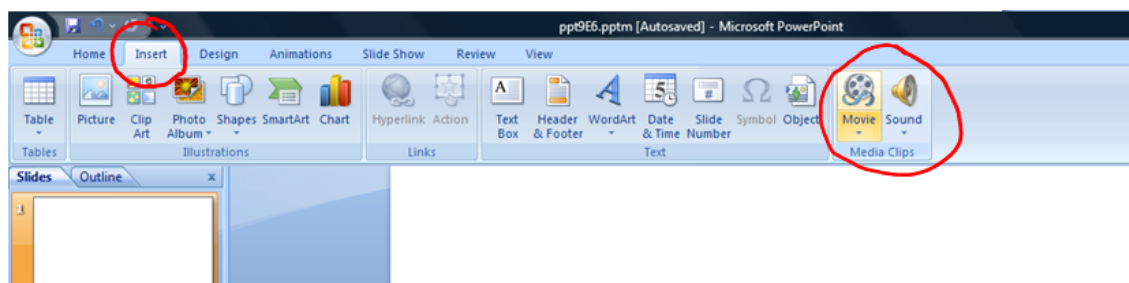 ppt9E6.pptm [Autosaved] - Microsoft PowerPoint
Home Insert Design Animations Slide Show Review View
Table Picture Clip Art Photo Album Shapes SmartArt Chart Hyperlink Action Text Box Header & Footer WordArt Date & Time Slide Number Symbol Object Movie Sound
Tables Illustrations Links Text Media Clips
Slides Outline x
1